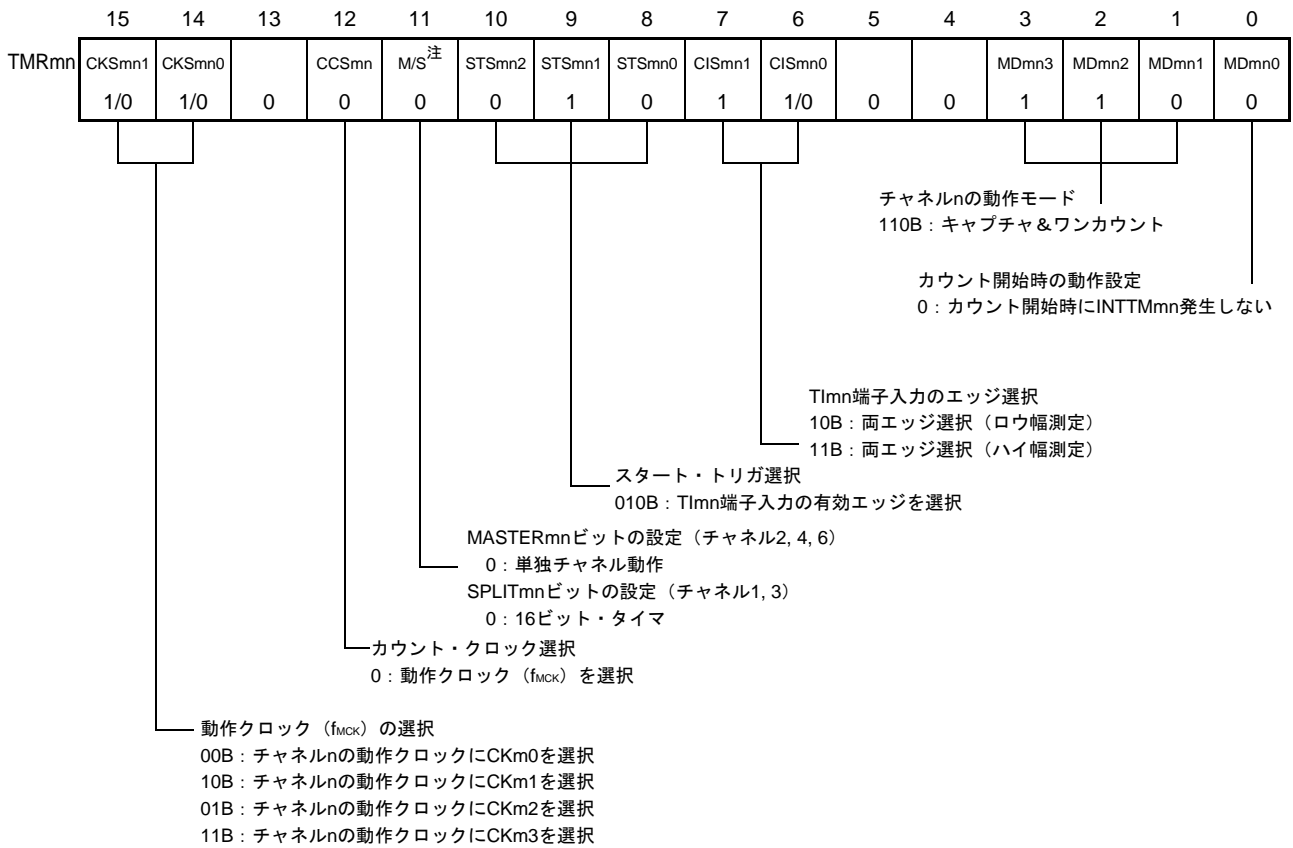 15 14 13 12 11 10 9 8 7 6 5 4 3 2 1 0
TMRmn CKSmn1 CKSmn0 CCSmn M/S注 STSmn2 STSmn1 STSmn0 CISmn1 CISmn0 MDmn3 MDmn2 MDmn1 MDmn0
1/0 1/0 0 0 0 0 1 0 1 1/0 0 0 1 1 0 0
チャネルnの動作モード
110B：キャプチャ＆ワンカウント
カウント開始時の動作設定
0：カウント開始時にINTTMmn発生しない
TImn端子入力のエッジ選択
10B：両エッジ選択（ロウ幅測定）
11B：両エッジ選択（ハイ幅測定）
スタート・トリガ選択
010B：TImn端子入力の有効エッジを選択
MASTERmnビットの設定（チャネル2, 4, 6）
0：単独チャネル動作
SPLITmnビットの設定（チャネル1, 3）
0：16ビット・タイマ
カウント・クロック選択
0：動作クロック（fMCK）を選択
動作クロック（fMCK）の選択
00B：チャネルnの動作クロックにCKm0を選択
10B：チャネルnの動作クロックにCKm1を選択
01B：チャネルnの動作クロックにCKm2を選択
11B：チャネルnの動作クロックにCKm3を選択